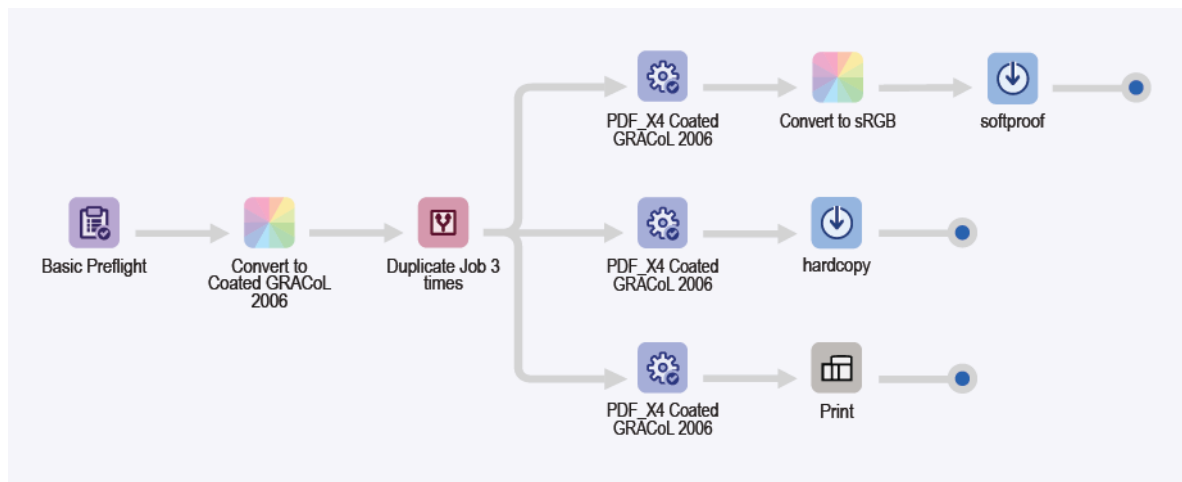 PDF_X4 Coated
GRACoL 2006
Convert to sRGB
softproof
Basic Preflight
Convert to
Coated GRACoL
2006
Duplicate Job 3
times
PDF_X4 Coated
GRACoL 2006
hardcopy
PDF_X4 Coated
GRACoL 2006
Print